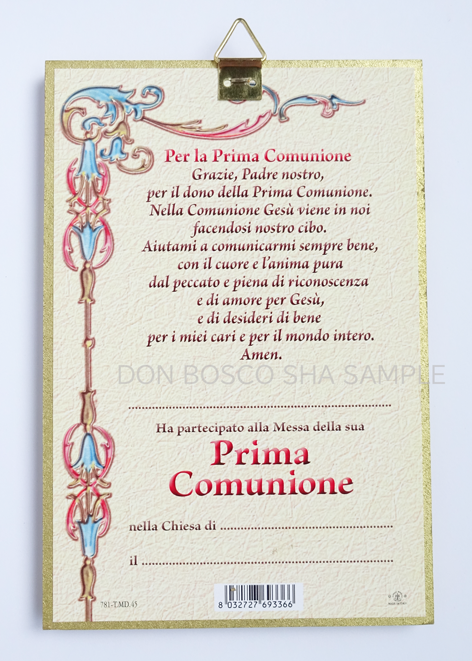 Per la Prima Comunione
Grazie, Padre nostro,
per il dono della Prima Comunione.
Nella Comunione Gesù viene in noi
facendosi nostro cibo.
Aiutami a comunicarmi sempre bene,
con il cuore e l'anima pura
dal peccato e piena di riconoscenza
e di amore per Gesù,
e di desideri di bene
per i miei cari e per il mondo intero.
Amen.
DON BOSCO SHA SAMPLE
Ha partecipato alla Messa della sua
Prima
Comunione
nella Chiesa di
il
781-T.MD.45
8 032727 693366